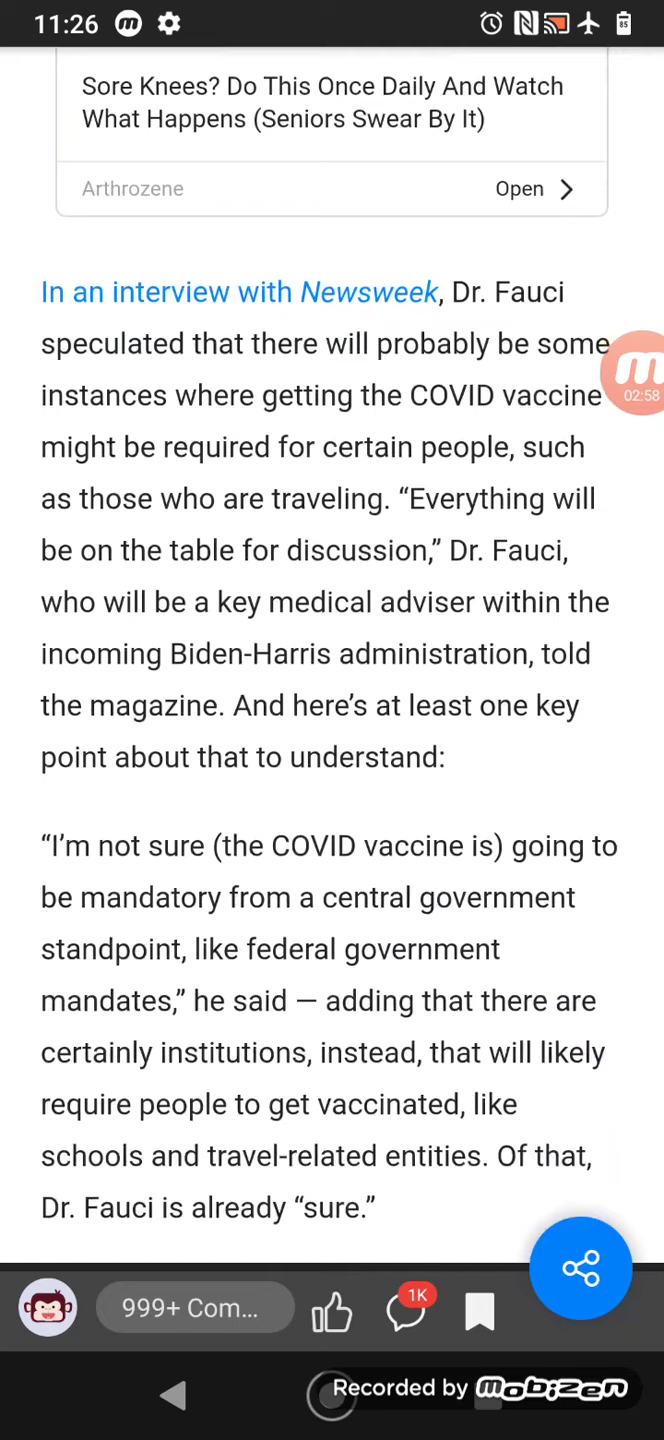 11:26
85
Sore Knees? Do This Once Daily And Watch
What Happens (Seniors Swear By It)
Arthrozene
Open
In an interview with Newsweek, Dr. Fauci
speculated that there will probably be some
instances where getting the COVID vaccine
might be required for certain people, such
as those who are traveling. “Everything will
be on the table for discussion,” Dr. Fauci,
who will be a key medical adviser within the
incoming Biden-Harris administration, told
the magazine. And here’s at least one key
point about that to understand:
“I’m not sure (the COVID vaccine is) going to
be mandatory from a central government
standpoint, like federal government
mandates,” he said — adding that there are
certainly institutions, instead, that will likely
require people to get vaccinated, like
schools and travel-related entities. Of that,
Dr. Fauci is already “sure.”
m
02:58
999+ Com...
1K
Recorded by mobizen